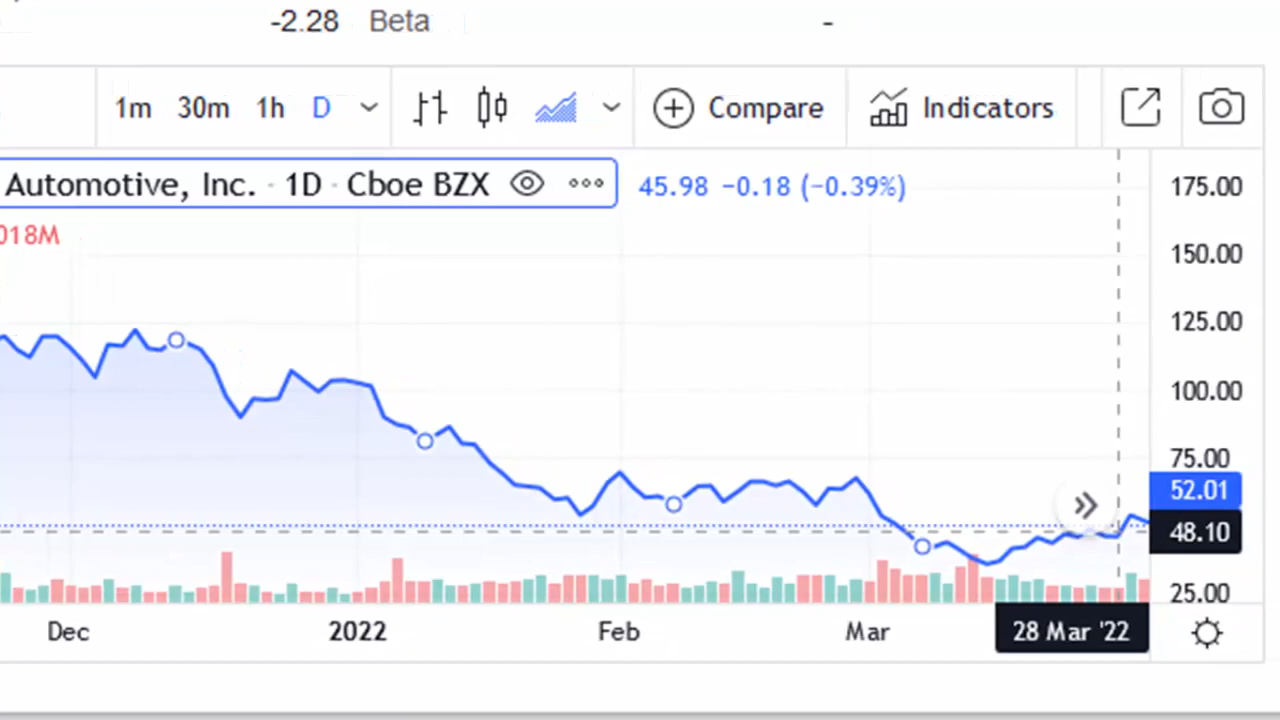 -2.28 Beta -
1m 30m 1h D Compare Indicators
Automotive, Inc. · 1D · Cboe BZX 45.98 −0.18 (−0.39%)
018M
175.00
150.00
125.00
100.00
75.00
52.01
48.10
25.00
Dec 2022 Feb Mar 28 Mar '22